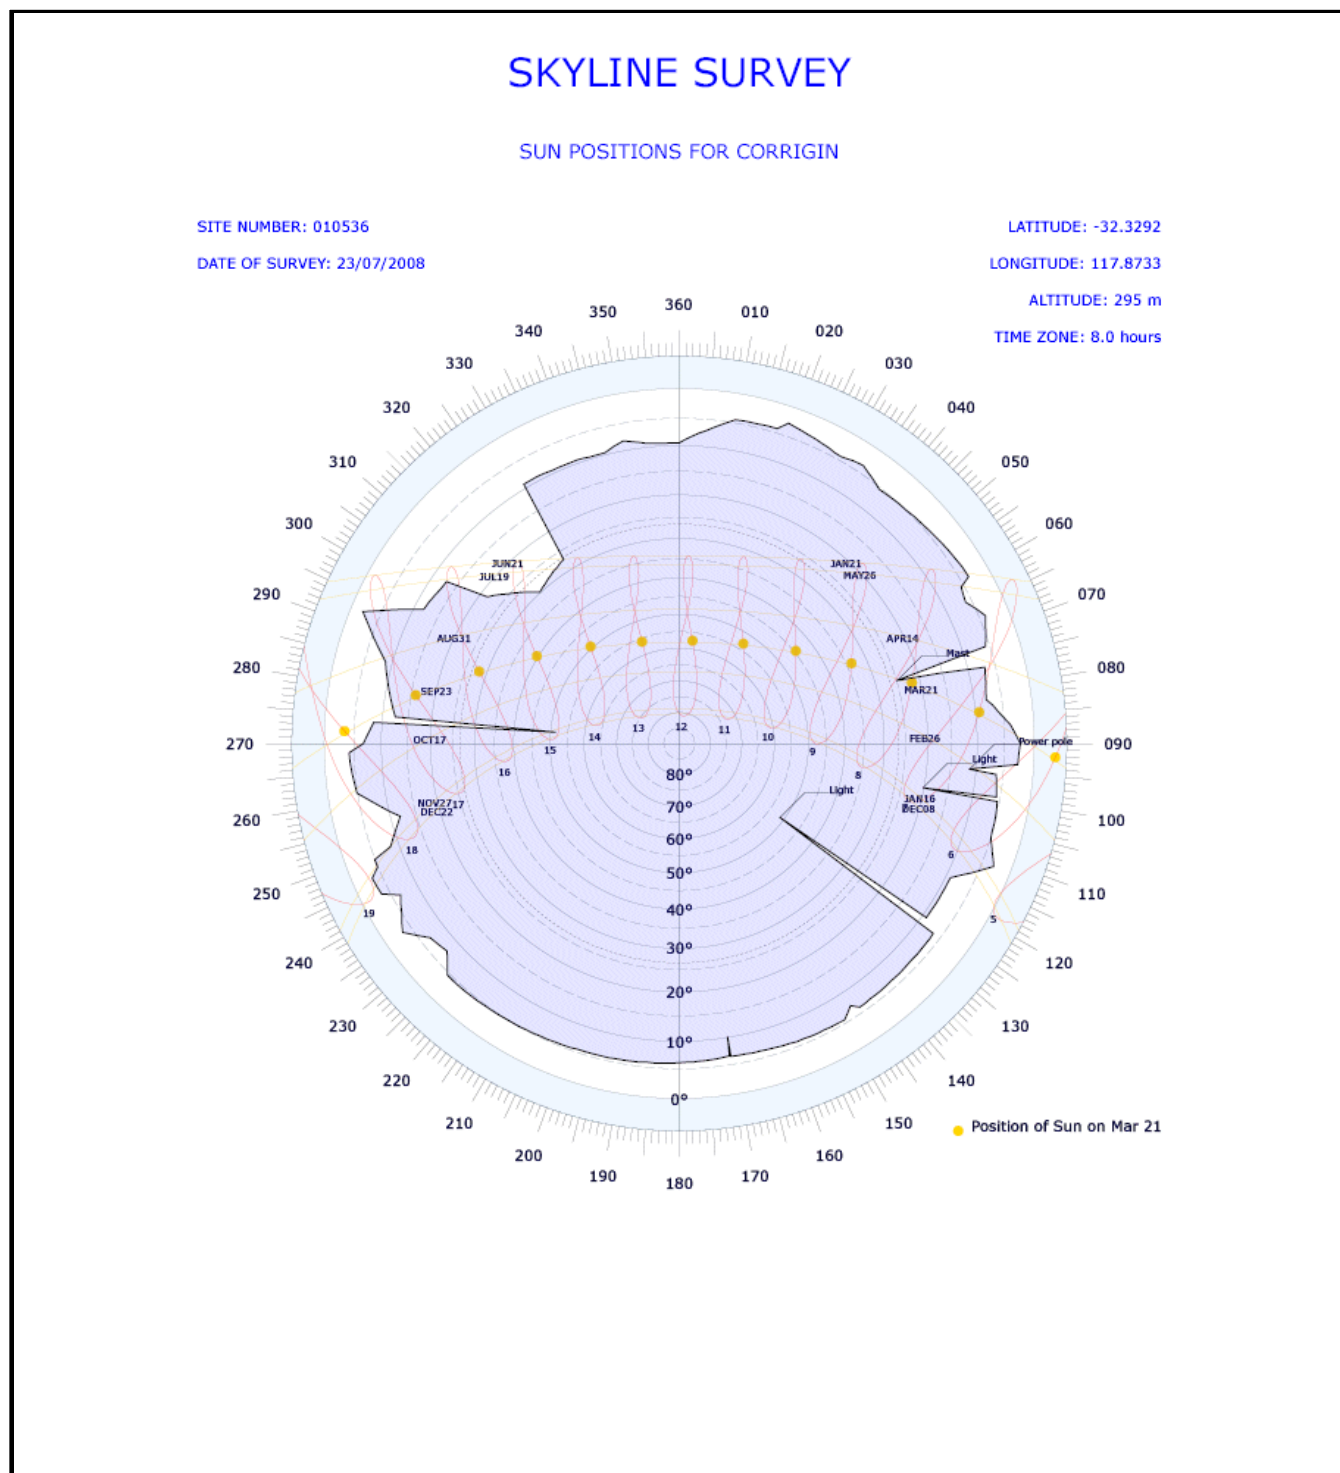 SKYLINE SURVEY
SUN POSITIONS FOR CORRIGIN
SITE NUMBER: 010536
LATITUDE: -32.3292
DATE OF SURVEY: 23/07/2008
LONGITUDE: 117.8733
ALTITUDE: 295 m
TIME ZONE: 8.0 hours
360
350
010
340
020
330
030
320
040
310
050
300
060
290
070
280
080
270
090
260
100
250
110
240
120
230
130
220
140
210
150
200
160
190
170
180
JUN21
JAN21
JUL19
MAY26
AUG31
APR14
Mast
SEP23
MAR21
OCT17
FEB26
Power pole
Light
Light
NOV27
JAN16
DEC22
DEC08
12
13
11
14
10
15
9
16
8
17
7
18
6
19
5
80°
70°
60°
50°
40°
30°
20°
10°
0°
Position of Sun on Mar 21